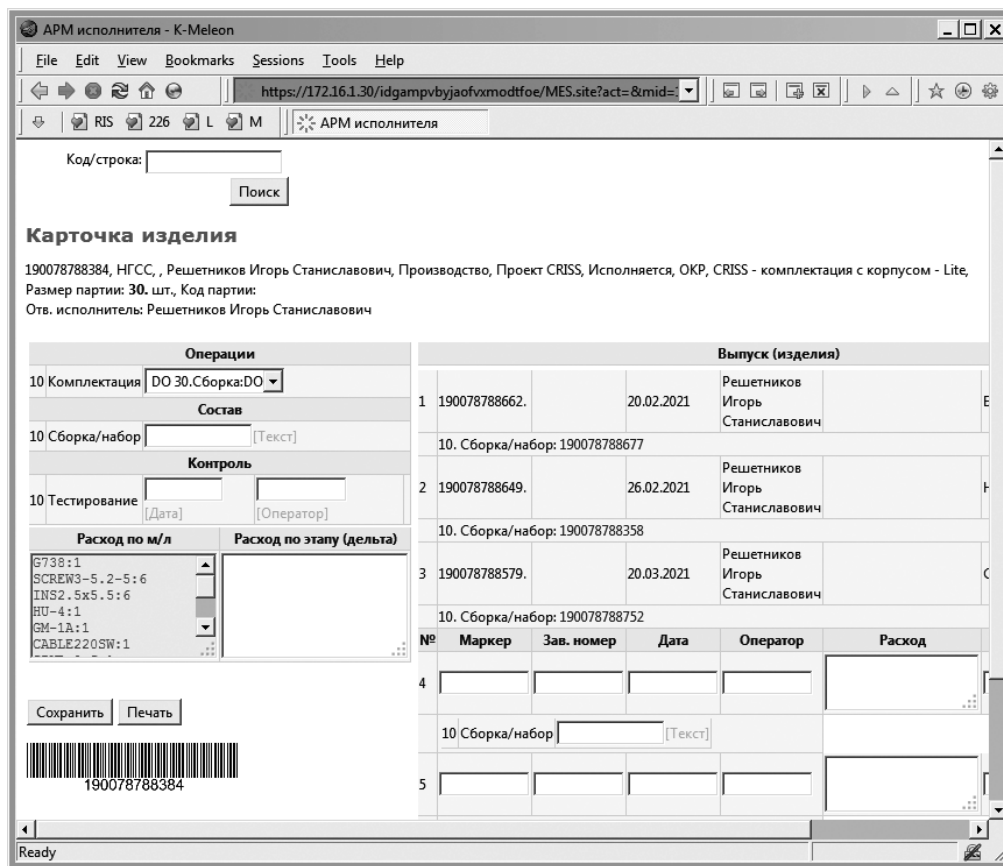 АРМ исполнителя - K-Meleon
File Edit View Bookmarks Sessions Tools Help
https://172.16.1.30/idgampvbyjaofvxmodtfoe/MES.site?act=&mid=
RIS 226 L M АРМ исполнителя
Код/строка:
Поиск
Карточка изделия
190078788384, НГСС, , Решетников Игорь Станиславович, Производство, Проект CRISS, Исполняется, ОКР, CRISS - комплектация с корпусом - Lite,
Размер партии: 30. шт., Код партии:
Отв. исполнитель: Решетников Игорь Станиславович
Операции
10 Комплектация DO 30.Сборка:DO
Состав
10 Сборка/набор [Текст]
Контроль
10 Тестирование
[Дата] [Оператор]
Расход по м/л Расход по этапу (дельта)
G738:1
SCREW3-5.2-5:6
INS2.5x5.5:6
HU-4:1
GM-1A:1
CABLE220SW:1
Сохранить Печать
190078788384
Выпуск (изделия)
1 190078788662. 20.02.2021 Решетников
Игорь
Станиславович
10. Сборка/набор: 190078788677
2 190078788649. 26.02.2021 Решетников
Игорь
Станиславович
10. Сборка/набор: 190078788358
3 190078788579. 20.03.2021 Решетников
Игорь
Станиславович
10. Сборка/набор: 190078788752
№ Маркер Зав. номер Дата Оператор Расход
4
10 Сборка/набор [Текст]
5
Ready